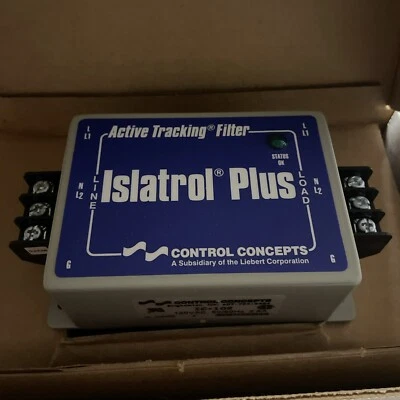 Active Tracking® Filter
L
L1
L
L1
STATUS
OK
Islatrol® Plus
LINE
LOAD
N
L2
N
L2
G
G
CONTROL CONCEPTS
A Subsidiary of the Liebert Corporation
CONTROL CONCEPTS